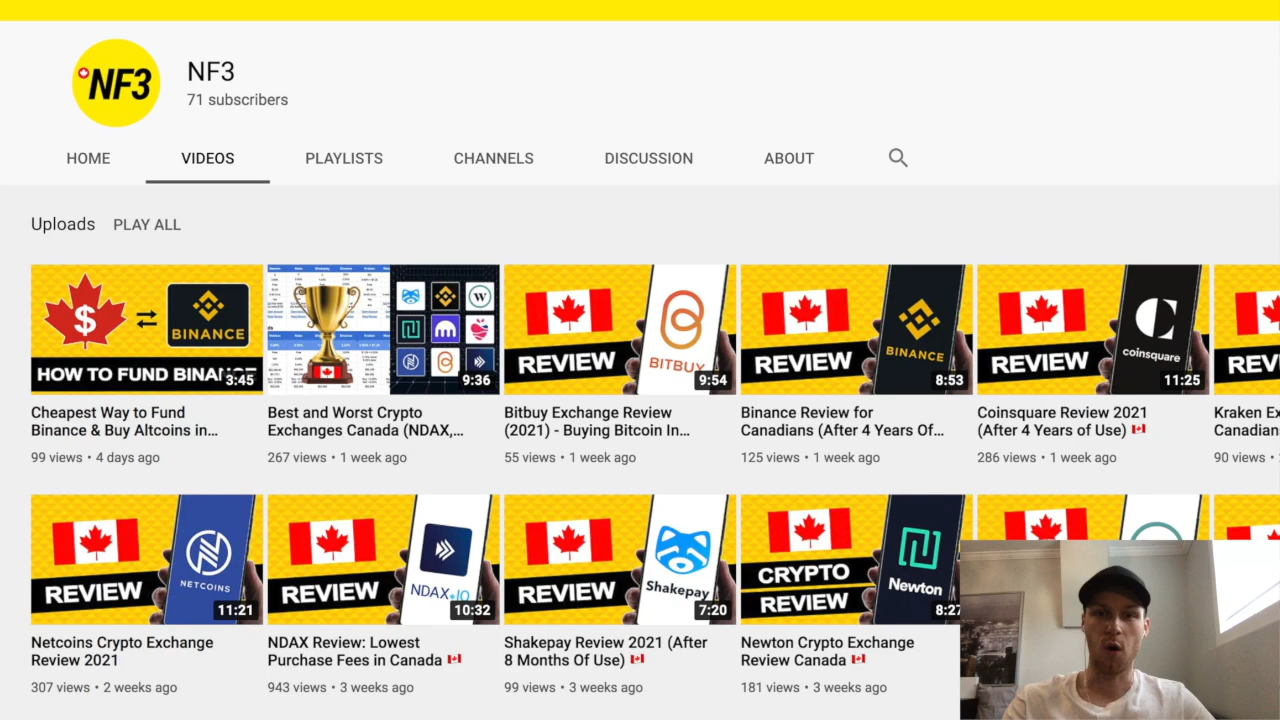 NF3
NF3
71 subscribers
HOME
VIDEOS
PLAYLISTS
CHANNELS
DISCUSSION
ABOUT
Uploads
PLAY ALL
$
BINANCE
HOW TO FUND
3:45
9:36
REVIEW
BITBUY
9:54
REVIEW
BINANCE
8:53
REVIEW
coinsquare
11:25
Cheapest Way to Fund
Binance & Buy Altcoins in...
99 views • 4 days ago
Best and Worst Crypto
Exchanges Canada (NDAX,...
267 views • 1 week ago
Bitbuy Exchange Review
(2021) - Buying Bitcoin In...
55 views • 1 week ago
Binance Review for
Canadians (After 4 Years Of...
125 views • 1 week ago
Coinsquare Review 2021
(After 4 Years of Use)
286 views • 1 week ago
Kraken Ex
Canadian
90 views •
REVIEW
NETCOINS
11:21
REVIEW
NDAX.IO
10:32
REVIEW
Shakepay
7:20
CRYPTO
REVIEW
Newton
8:27
Netcoins Crypto Exchange
Review 2021
307 views • 2 weeks ago
NDAX Review: Lowest
Purchase Fees in Canada
943 views • 3 weeks ago
Shakepay Review 2021 (After
8 Months Of Use)
99 views • 3 weeks ago
Newton Crypto Exchange
Review Canada
181 views • 3 weeks ago